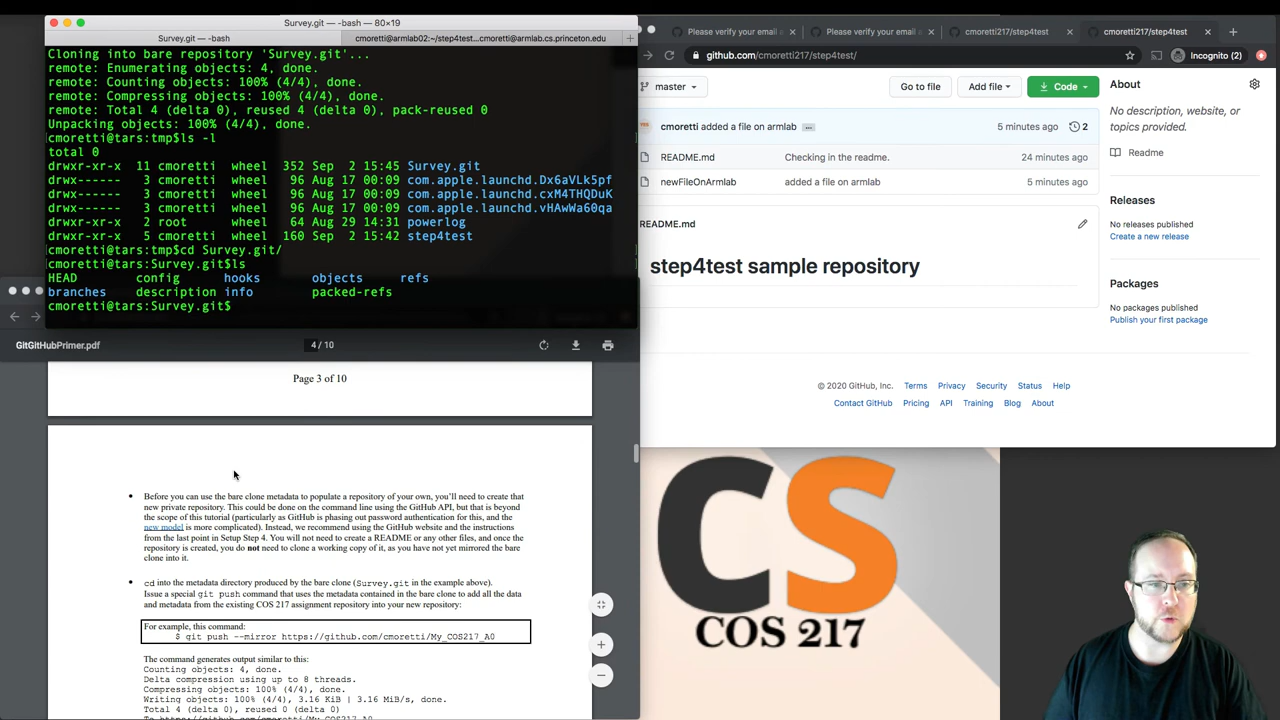 Survey.git — -bash — 80×19
Survey.git — -bash
cmoretti@armlab02:~/step4test...cmoretti@armlab.cs.princeton.edu
Cloning into bare repository 'Survey.git'...
remote: Enumerating objects: 4, done.
remote: Counting objects: 100% (4/4), done.
remote: Compressing objects: 100% (4/4), done.
remote: Total 4 (delta 0), reused 4 (delta 0), pack-reused 0
Unpacking objects: 100% (4/4), done.
[cmoretti@tars:tmp$ls -l
total 0
drwxr-xr-x 11 cmoretti wheel 352 Sep 2 15:45 Survey.git
drwx------ 3 cmoretti wheel 96 Aug 17 00:09 com.apple.launchd.Dx6aVLk5pf
drwx------ 3 cmoretti wheel 96 Aug 17 00:09 com.apple.launchd.cxM4THQDuK
drwx------ 3 cmoretti wheel 96 Aug 17 00:09 com.apple.launchd.vHAwWa60qa
drwxr-xr-x 2 root wheel 64 Aug 29 14:31 powerlog
drwxr-xr-x 5 cmoretti wheel 160 Sep 2 15:42 step4test
[cmoretti@tars:tmp$cd Survey.git/
[cmoretti@tars:Survey.git$ls
HEAD config hooks objects refs
branches description info packed-refs
cmoretti@tars:Survey.git$
GitGitHubPrimer.pdf
4 / 10
Page 3 of 10
• Before you can use the bare clone metadata to populate a repository of your own, you'll need to create that
new private repository. This could be done on the command line using the GitHub API, but that is beyond
the scope of this tutorial (particularly as GitHub is phasing out password authentication for this, and the
new model is more complicated). Instead, we recommend using the GitHub website and the instructions
from the last point in Setup Step 4. You will not need to create a README or any other files, and once the
repository is created, you do not need to clone a working copy of it, as you have not yet mirrored the bare
clone into it.
• cd into the metadata directory produced by the bare clone (Survey.git in the example above).
Issue a special git push command that uses the metadata contained in the bare clone to add all the data
and metadata from the existing COS 217 assignment repository into your new repository:
For example, this command:
$ git push --mirror https://github.com/cmoretti/My_COS217_A0
The command generates output similar to this:
Counting objects: 4, done.
Delta compression using up to 8 threads.
Compressing objects: 100% (4/4), done.
Writing objects: 100% (4/4), 3.16 KiB | 3.16 MiB/s, done.
Total 4 (delta 0), reused 0 (delta 0)
To https://github.com/cmoretti/My_COS217_A0
Please verify your email a
Please verify your email a
cmoretti217/step4test
cmoretti217/step4test
github.com/cmoretti217/step4test/
Incognito (2)
master
Go to file
Add file
Code
cmoretti added a file on armlab ...
5 minutes ago
2
README.md
Checking in the readme.
24 minutes ago
newFileOnArmlab
added a file on armlab
5 minutes ago
README.md
step4test sample repository
About
No description, website, or
topics provided.
Readme
Releases
No releases published
Create a new release
Packages
No packages published
Publish your first package
© 2020 GitHub, Inc. Terms Privacy Security Status Help
Contact GitHub Pricing API Training Blog About
CS
COS 217